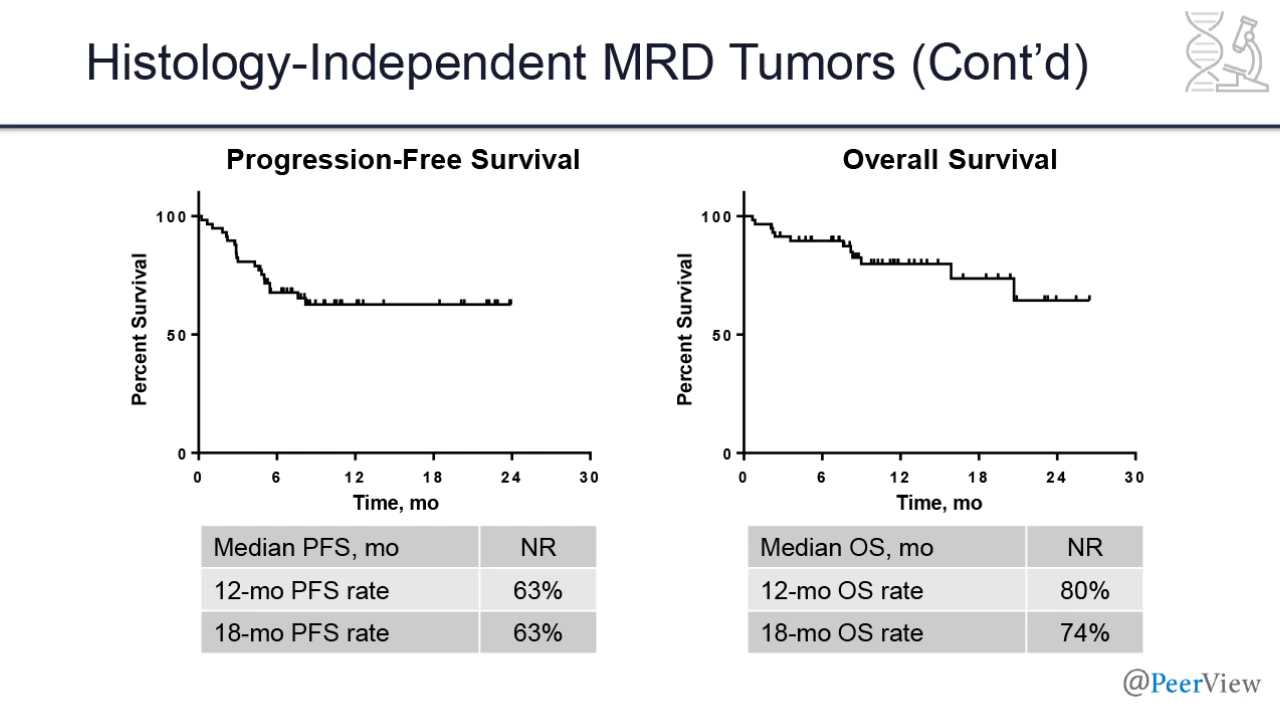 Histology-Independent MRD Tumors (Cont’d)
Progression-Free Survival
100
50
0
Percent Survival
0 6 12 18 24 30
Time, mo
Median PFS, mo NR
12-mo PFS rate 63%
18-mo PFS rate 63%
Overall Survival
100
50
0
Percent Survival
0 6 12 18 24 30
Time, mo
Median OS, mo NR
12-mo OS rate 80%
18-mo OS rate 74%
@PeerView